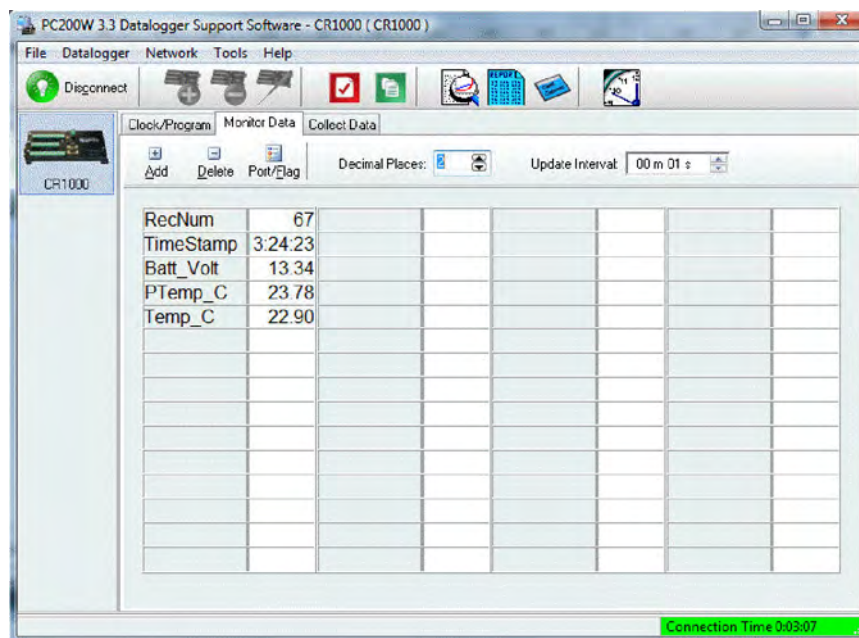 PC200W 3.3 Datalogger Support Software - CR1000 ( CR1000 )
File Datalogger Network Tools Help
Disconnect
REPORT
Clock/Program Monitor Data Collect Data
Add Delete Port/Flag Decimal Places: 2 Update Interval: 00 m 01 s
CR1000
RecNum 67
TimeStamp 3:24:23
Batt_Volt 13.34
PTemp_C 23.78
Temp_C 22.90
Connection Time 0:03:07